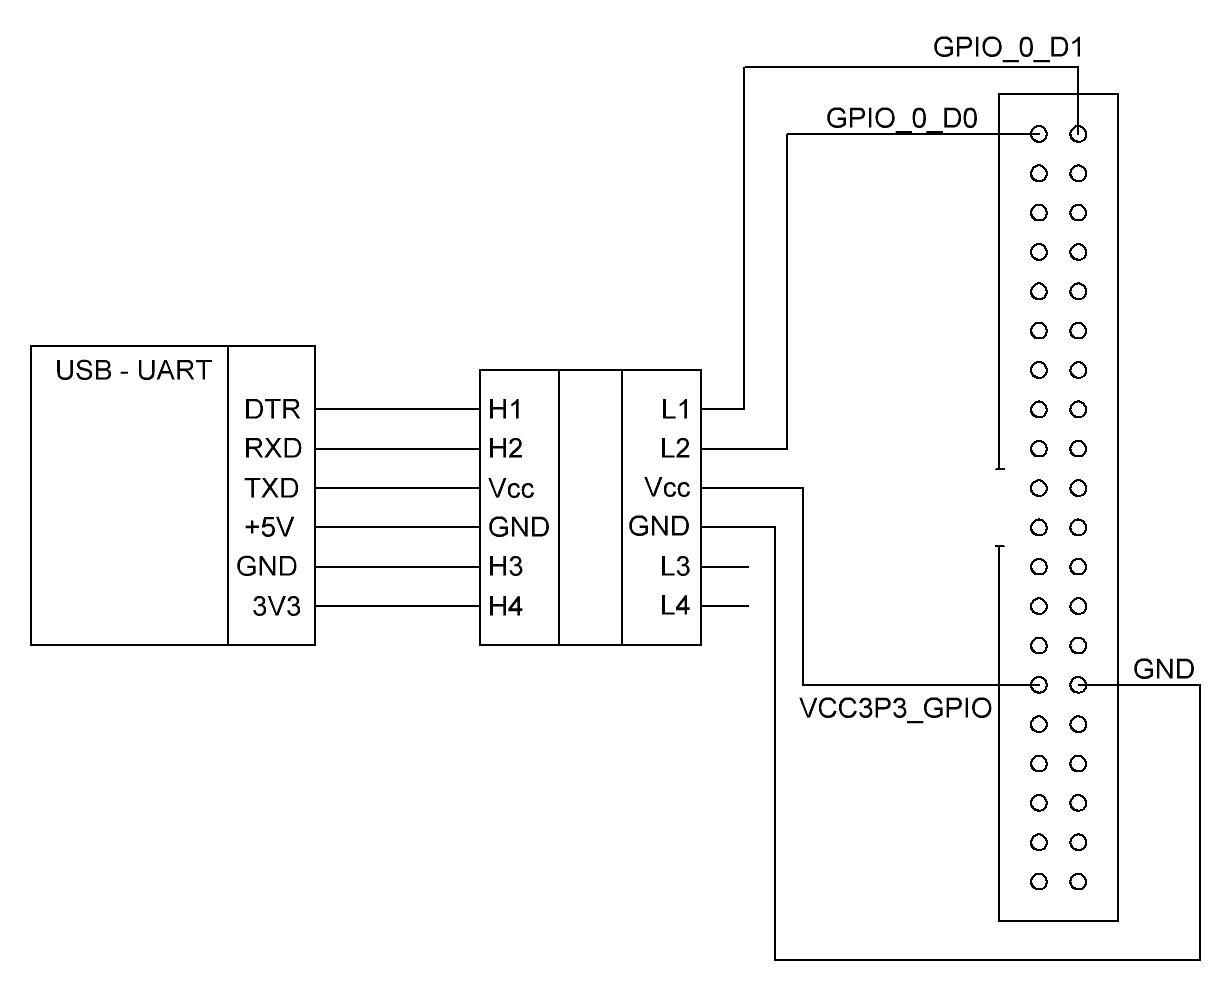 GPIO_0_D1
GPIO_0_D0
USB - UART
DTR H1 L1
RXD H2 L2
TXD Vcc Vcc
+5V GND GND
GND H3 L3
3V3 H4 L4
GND
VCC3P3_GPIO